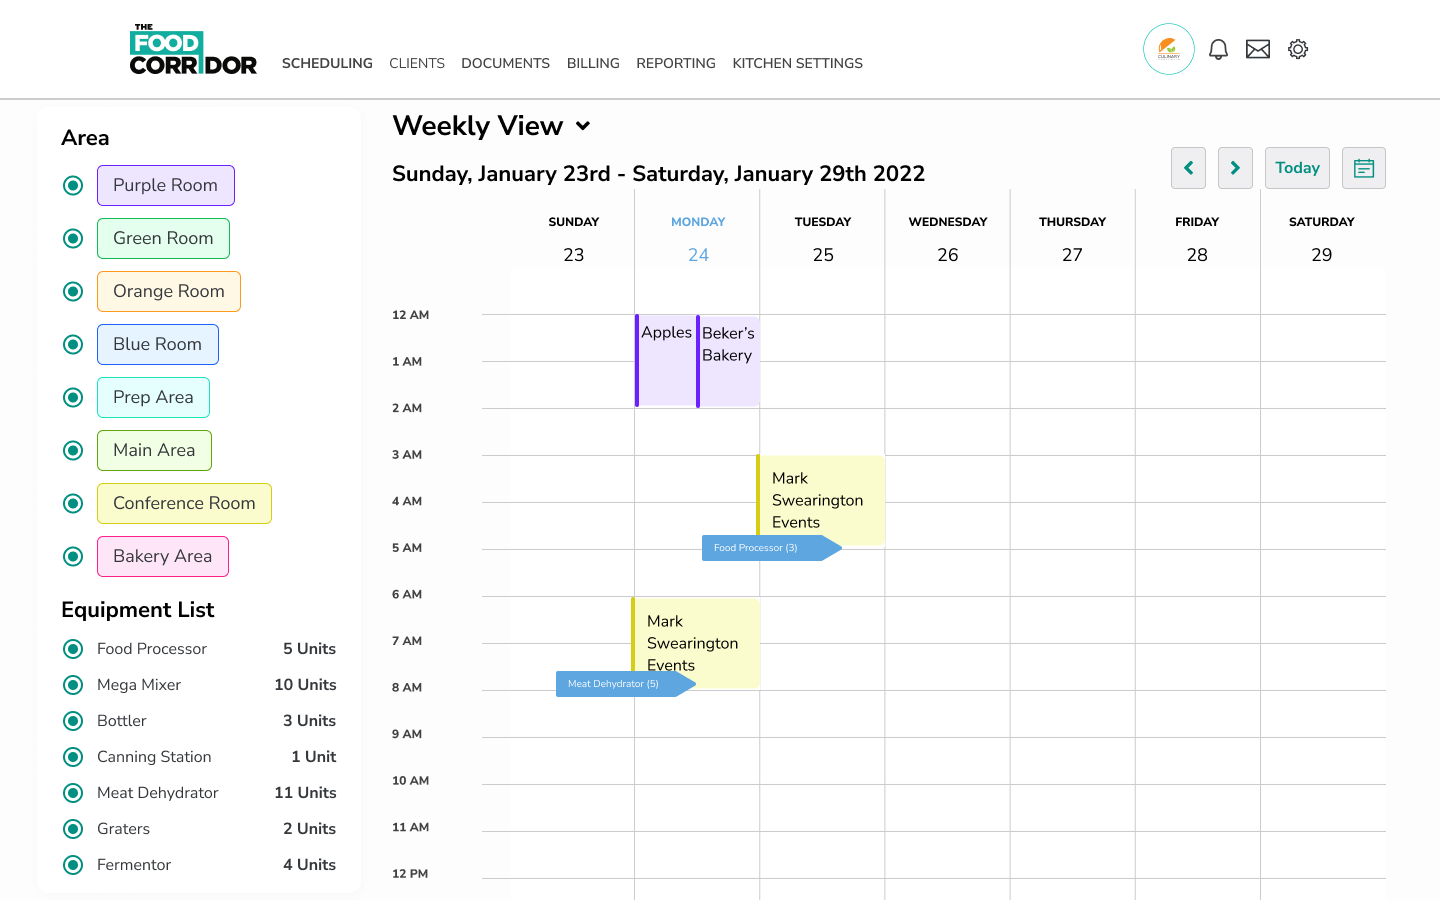 THE
FOOD
CORRIDOR
SCHEDULING CLIENTS DOCUMENTS BILLING REPORTING KITCHEN SETTINGS
CULINARY
Area
Purple Room
Green Room
Orange Room
Blue Room
Prep Area
Main Area
Conference Room
Bakery Area
Equipment List
Food Processor 5 Units
Mega Mixer 10 Units
Bottler 3 Units
Canning Station 1 Unit
Meat Dehydrator 11 Units
Graters 2 Units
Fermentor 4 Units
Weekly View
Sunday, January 23rd - Saturday, January 29th 2022
Today
SUNDAY MONDAY TUESDAY WEDNESDAY THURSDAY FRIDAY SATURDAY
23 24 25 26 27 28 29
12 AM
Apples
Beker's
Bakery
1 AM
2 AM
3 AM
Mark
Swearington
Events
4 AM
Food Processor (3)
5 AM
6 AM
Mark
Swearington
Events
7 AM
Meat Dehydrator (5)
8 AM
9 AM
10 AM
11 AM
12 PM